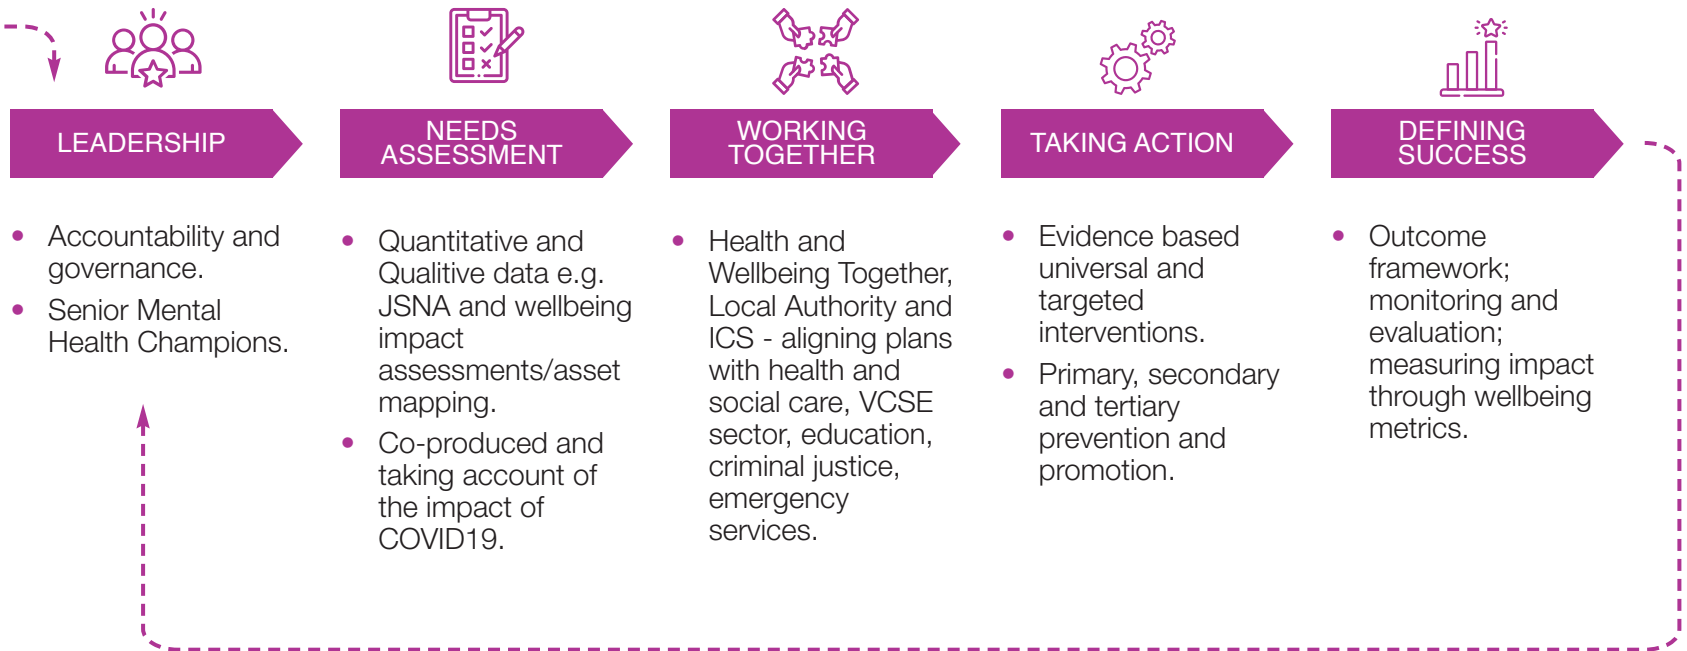 LEADERSHIP
Accountability and
governance.
Senior Mental
Health Champions.
NEEDS
ASSESSMENT
Quantitative and
Qualitive data e.g.
JSNA and wellbeing
impact
assessments/asset
mapping.
Co-produced and
taking account of
the impact of
COVID19.
WORKING
TOGETHER
Health and
Wellbeing Together,
Local Authority and
ICS - aligning plans
with health and
social care, VCSE
sector, education,
criminal justice,
emergency
services.
TAKING ACTION
Evidence based
universal and
targeted
interventions.
Primary, secondary
and tertiary
prevention and
promotion.
DEFINING
SUCCESS
Outcome
framework;
monitoring and
evaluation;
measuring impact
through wellbeing
metrics.